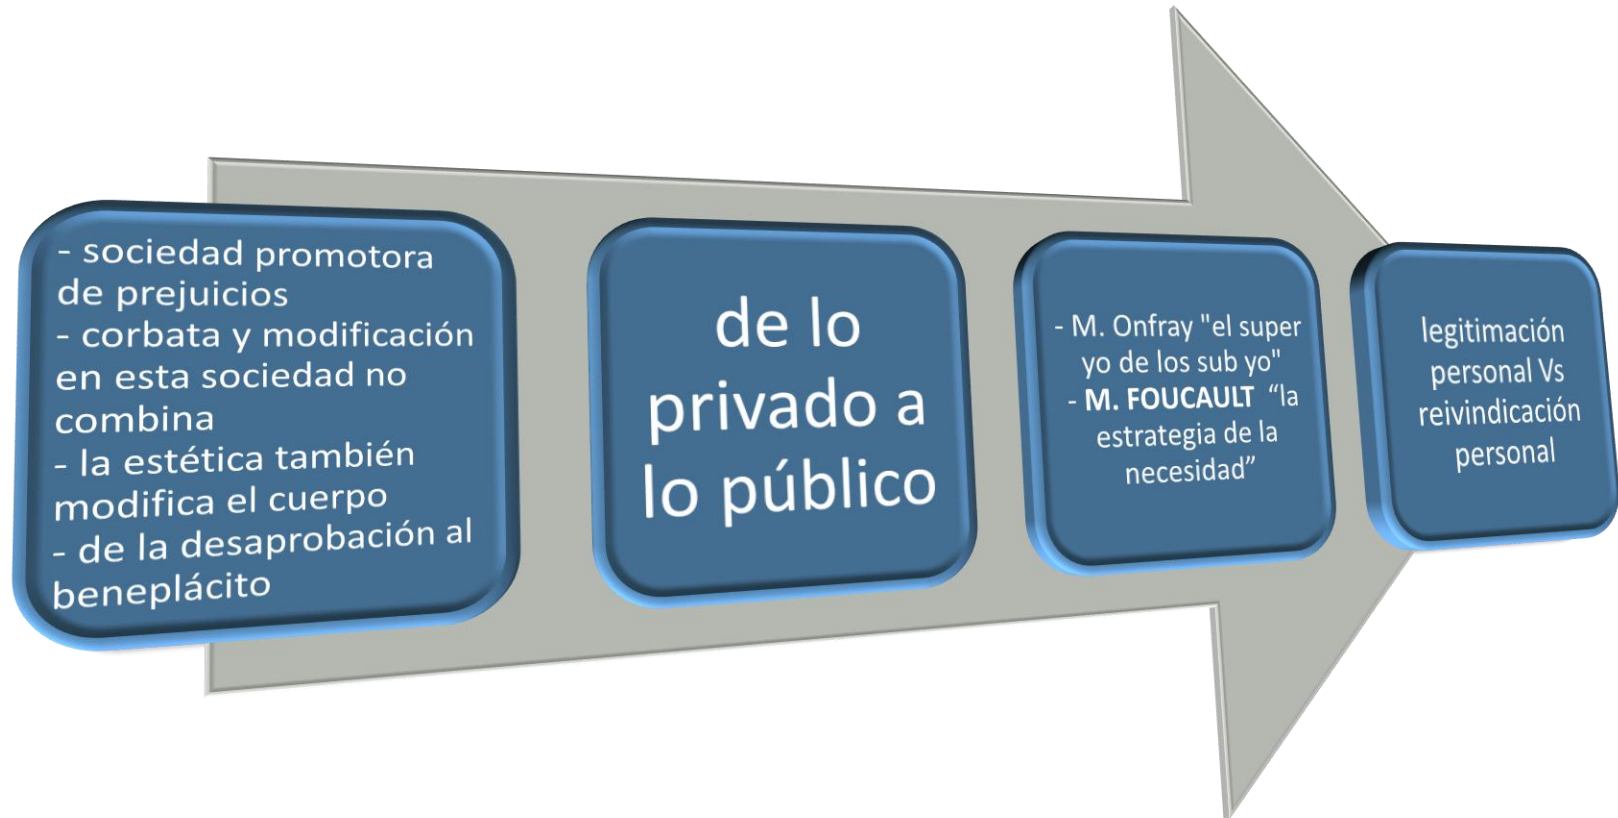 - sociedad promotora
de prejuicios
- corbata y modificación
en esta sociedad no
combina
- la estética también
modifica el cuerpo
- de la desaprobación al
beneplácito
de lo
privado a
lo público
- M. Onfray "el super
yo de los sub yo"
- M. FOUCAULT “la
estrategia de la
necesidad”
legitimación
personal Vs
reivindicación
personal